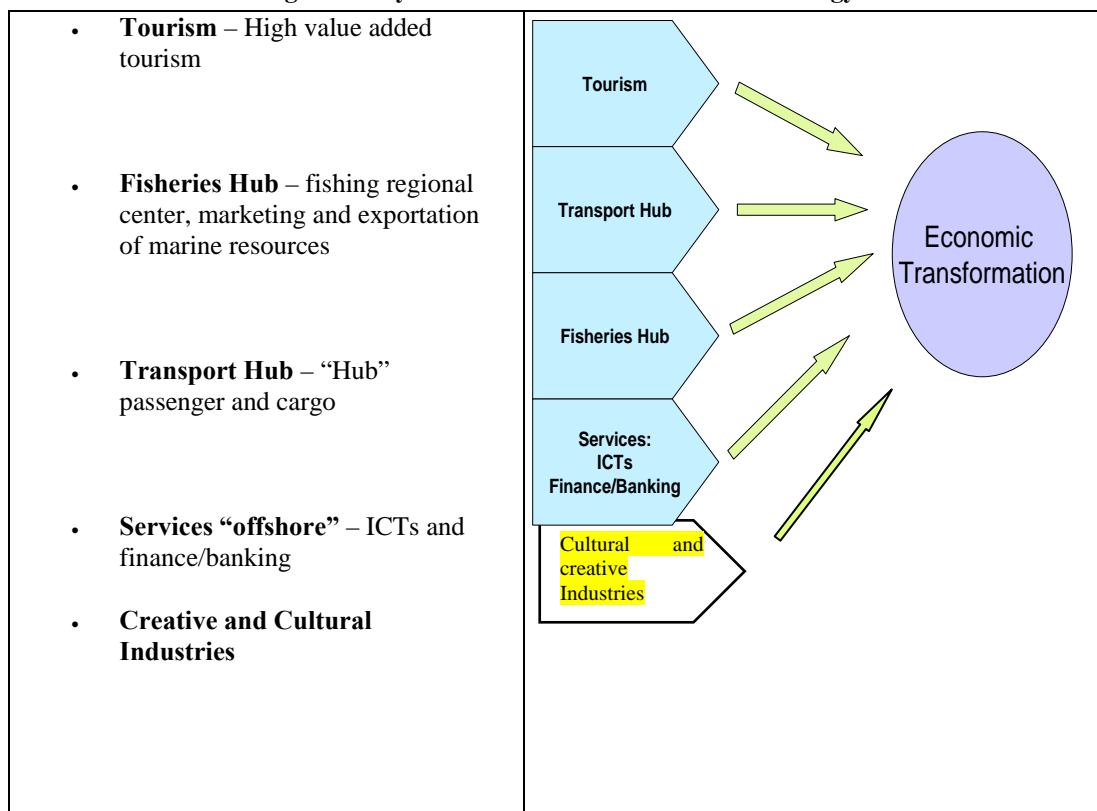 • Tourism – High value added
tourism
• Fisheries Hub – fishing regional
center, marketing and exportation
of marine resources
• Transport Hub – “Hub”
passenger and cargo
• Services “offshore” – ICTs and
finance/banking
• Creative and Cultural
Industries
Tourism
Transport Hub
Fisheries Hub
Services:
ICTs
Finance/Banking
Cultural and
creative
Industries
Economic
Transformation